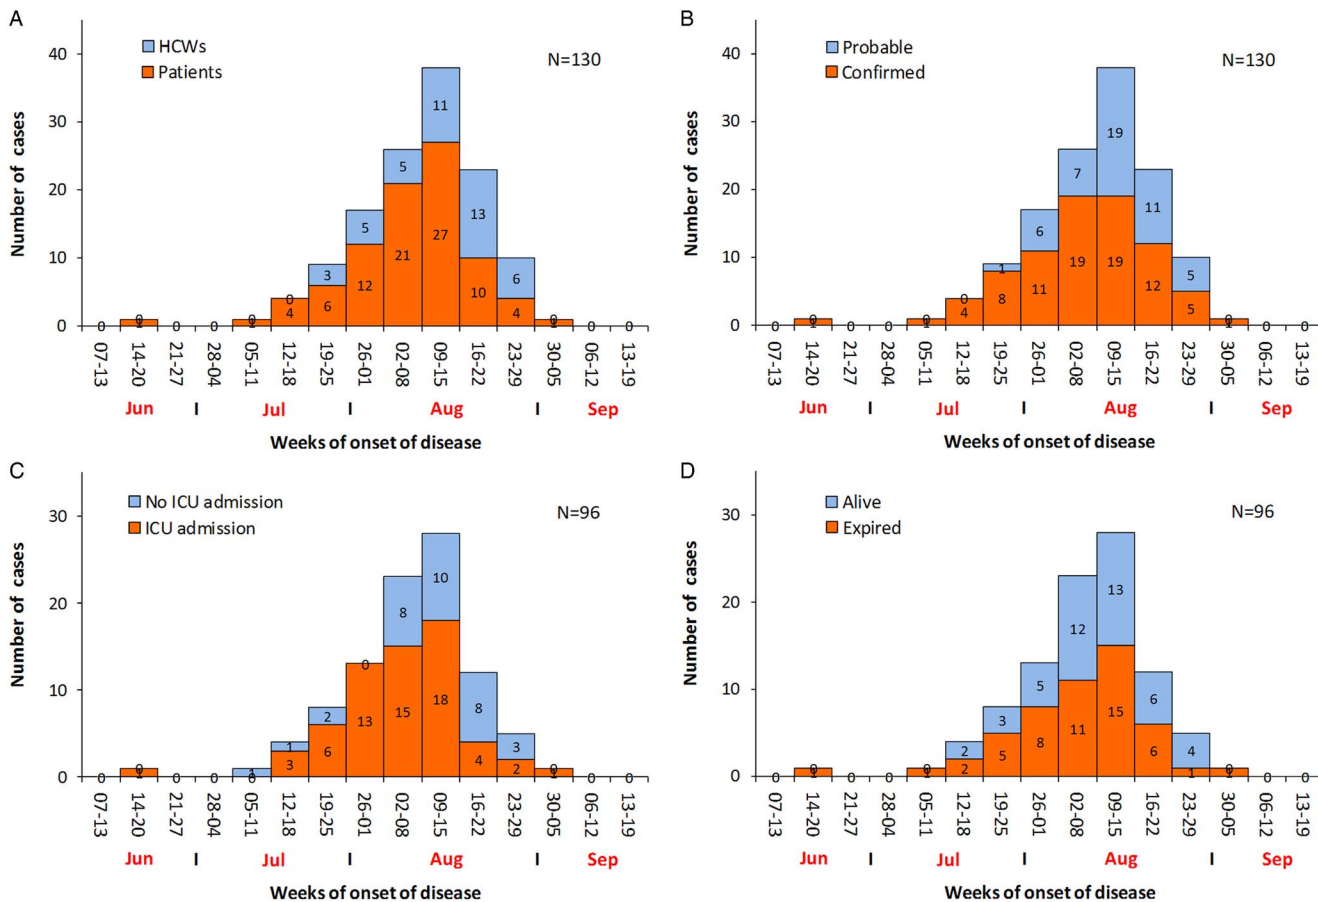 A
HCWs
Patients
N=130
Number of cases
40
30
20
10
0
11
5
13
5
3
27
6
0
21
12
10
4
6
4
0 0 1 0 0 0 1 0 1 0 0
07-13 14-20 21-27 28-04 05-11 12-18 19-25 26-01 02-08 09-15 16-22 23-29 30-05 06-12 13-19
Jun I Jul I Aug I Sep
Weeks of onset of disease
B
Probable
Confirmed
N=130
Number of cases
40
30
20
10
0
19
7
11
6
1
5
0
19
19
11
12
8
4
5
0 0 1 0 0 0 1 0 1 0 0
07-13 14-20 21-27 28-04 05-11 12-18 19-25 26-01 02-08 09-15 16-22 23-29 30-05 06-12 13-19
Jun I Jul I Aug I Sep
Weeks of onset of disease
C
No ICU admission
ICU admission
N=96
Number of cases
30
20
10
0
10
8
0
8
2
3
1
18
15
13
6
3
4
2
0 0 1 0 0 1 0 0 1 0 0
07-13 14-20 21-27 28-04 05-11 12-18 19-25 26-01 02-08 09-15 16-22 23-29 30-05 06-12 13-19
Jun I Jul I Aug I Sep
Weeks of onset of disease
D
Alive
Expired
N=96
Number of cases
30
20
10
0
13
12
5
6
3
4
2
15
11
8
5
6
2
1
0 0 1 0 0 0 1 0 1 0 0
07-13 14-20 21-27 28-04 05-11 12-18 19-25 26-01 02-08 09-15 16-22 23-29 30-05 06-12 13-19
Jun I Jul I Aug I Sep
Weeks of onset of disease